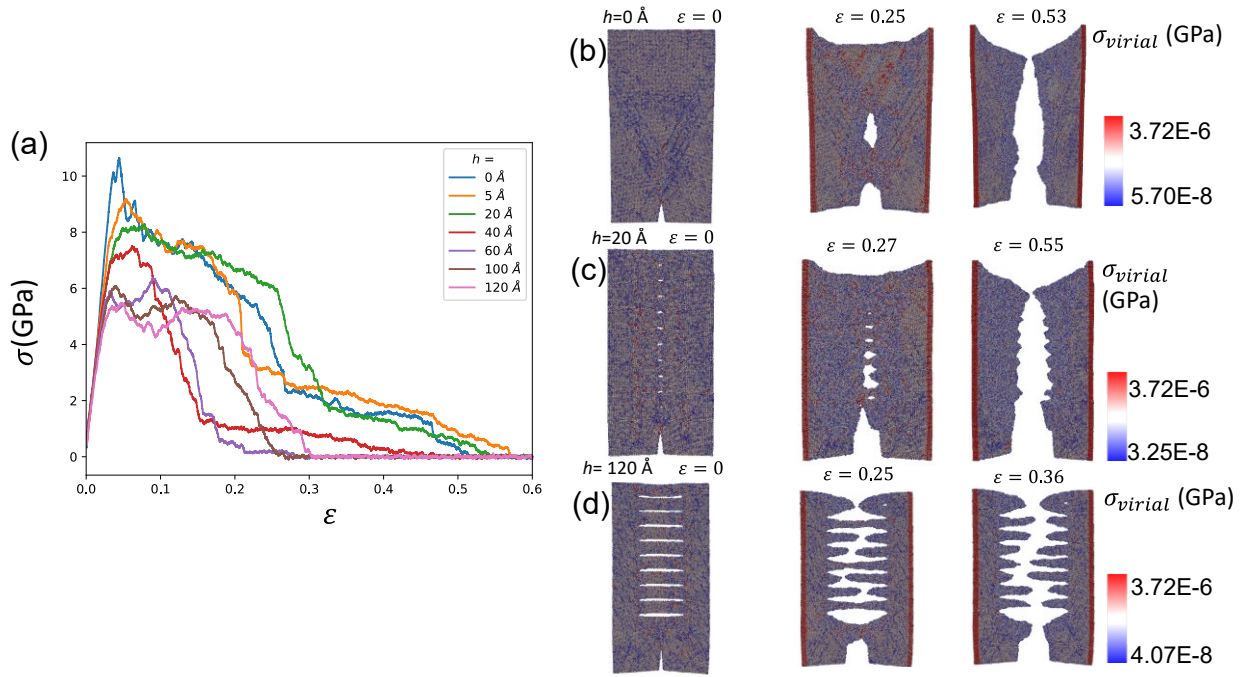 (a)
10
8
6
4
2
0
σ(GPa)
0.0 0.1 0.2 0.3 0.4 0.5 0.6
ε
h =
0 Å
5 Å
20 Å
40 Å
60 Å
100 Å
120 Å
(b)
h=0 Å ε = 0 ε = 0.25 ε = 0.53
σvirial (GPa)
3.72E-6
5.70E-8
(c)
h=20 Å ε = 0 ε = 0.27 ε = 0.55
σvirial
(GPa)
3.72E-6
3.25E-8
(d)
h= 120 Å ε = 0 ε = 0.25 ε = 0.36
σvirial (GPa)
3.72E-6
4.07E-8